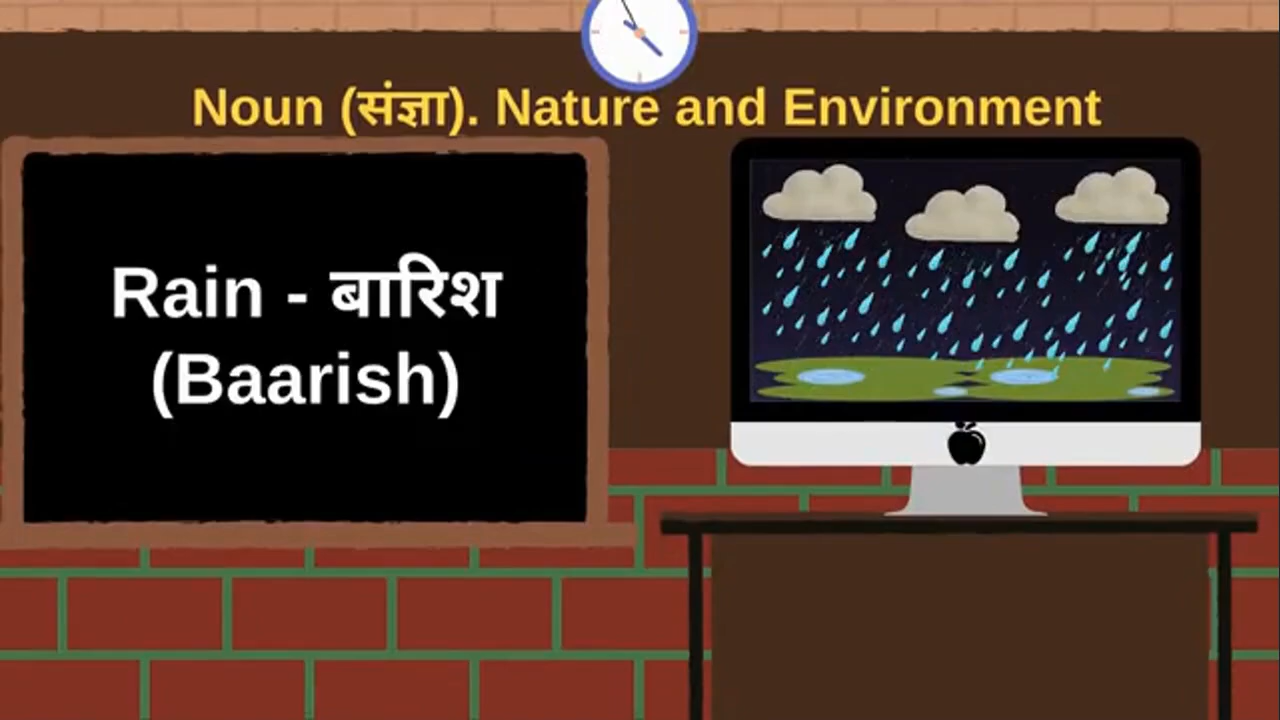 Noun (संज्ञा). Nature and Environment
Rain - बारिश
(Baarish)